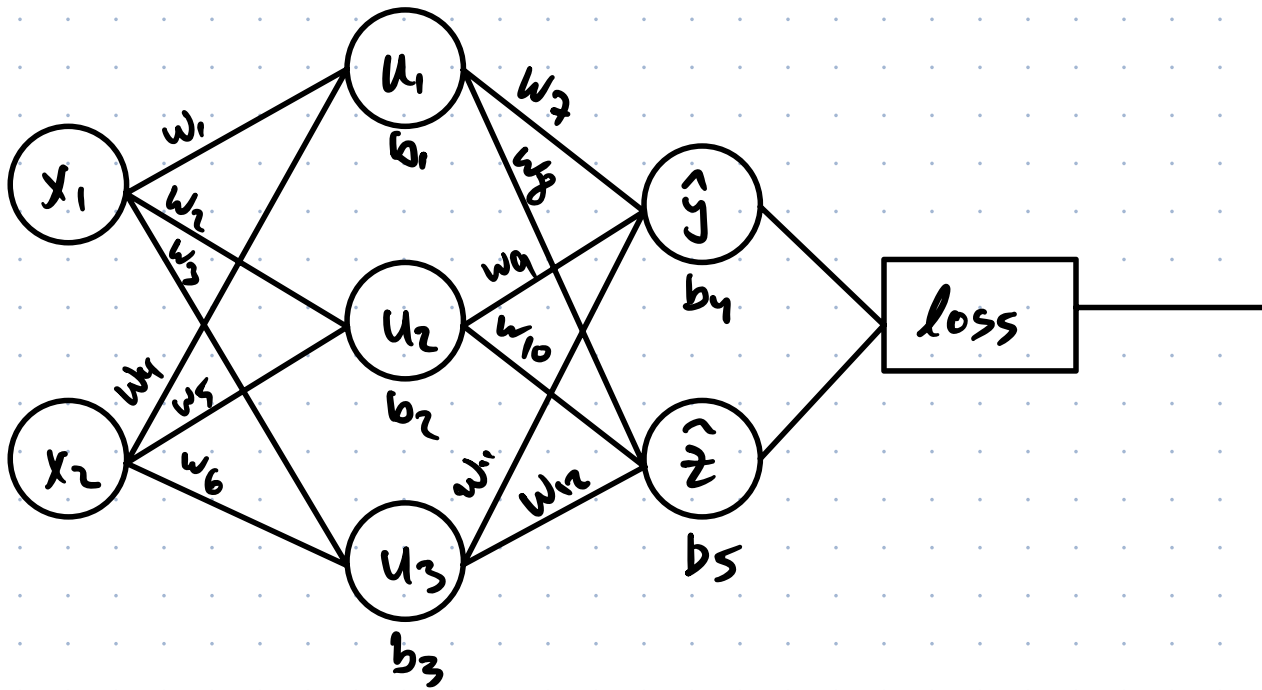 x₁
x₂
w₁
w₂
w₃
w₄
w₅
w₆
u₁
b₁
u₂
b₂
u₃
b₃
w₇
w₈
w₉
w₁₀
w₁₁
w₁₂
ŷ
b₄
ẑ
b₅
loss